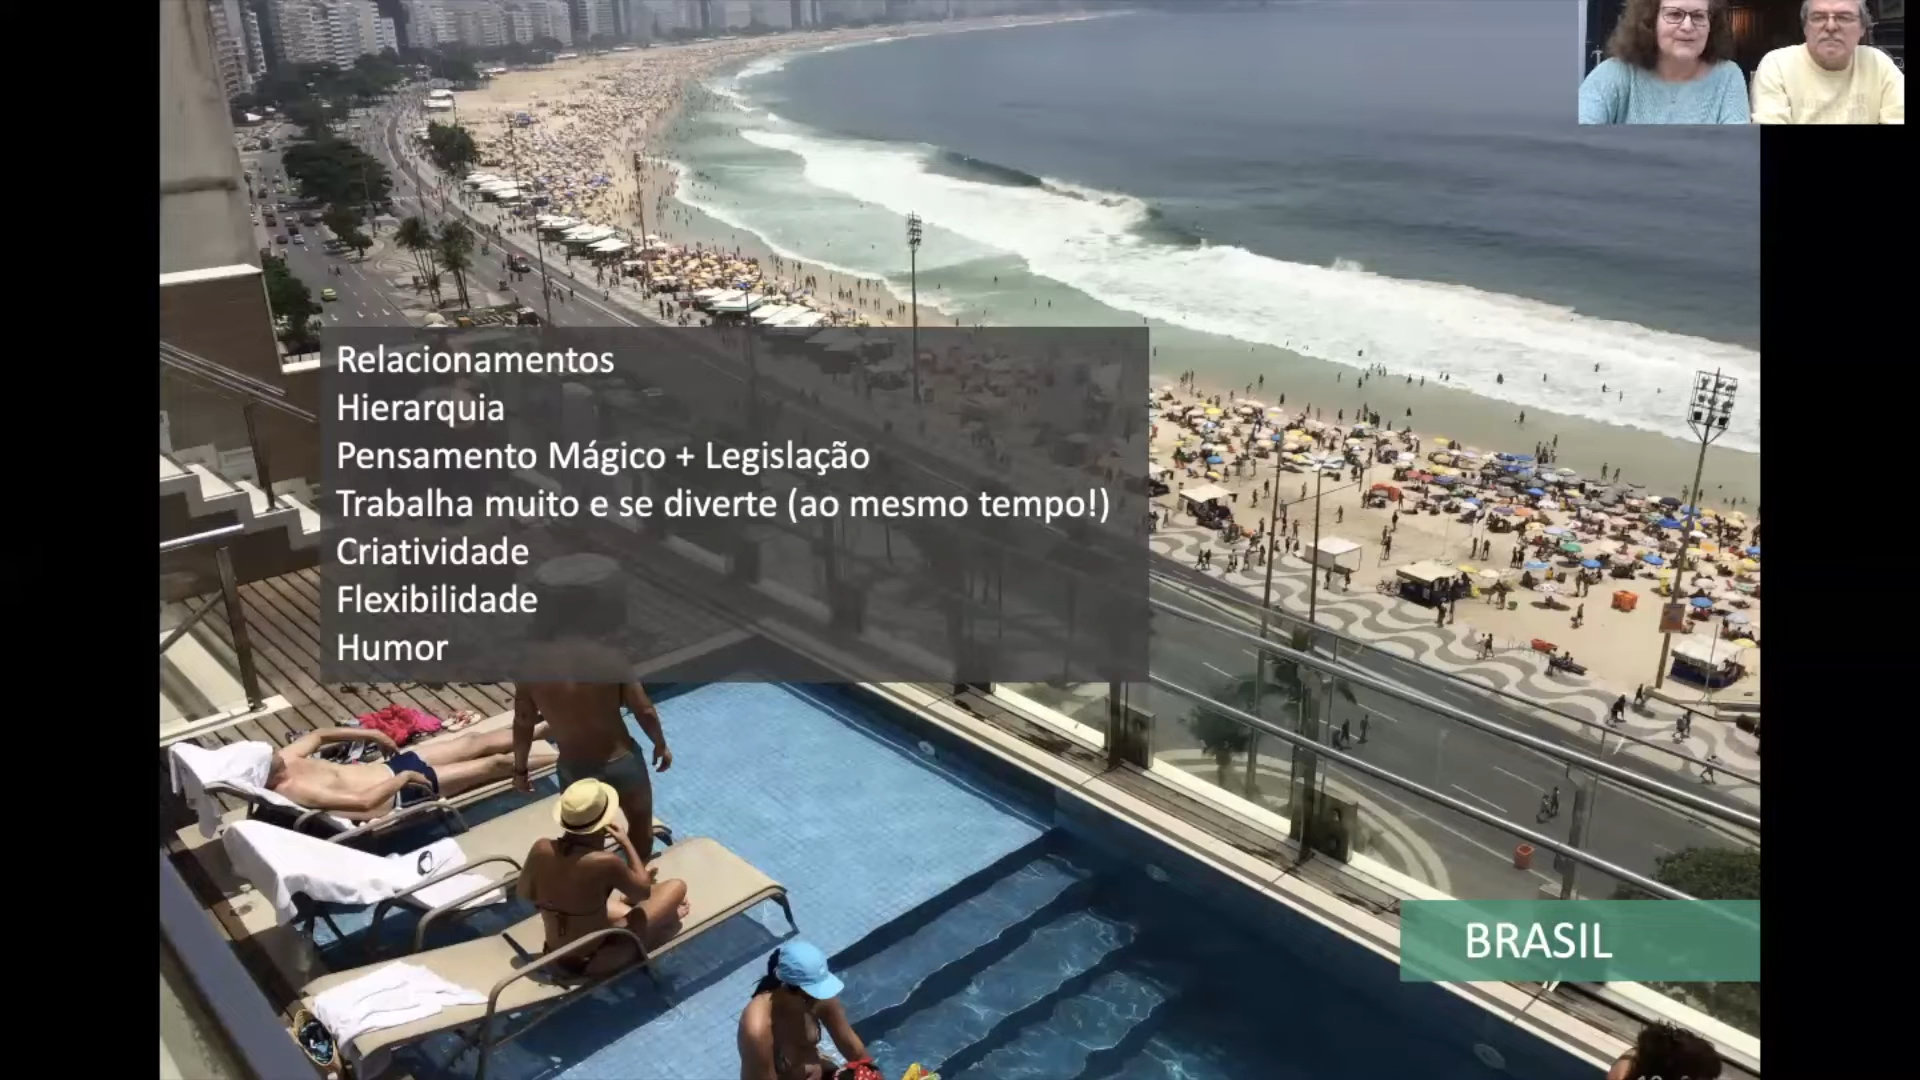 Relacionamentos
Hierarquia
Pensamento Mágico + Legislação
Trabalha muito e se diverte (ao mesmo tempo!)
Criatividade
Flexibilidade
Humor
BRASIL